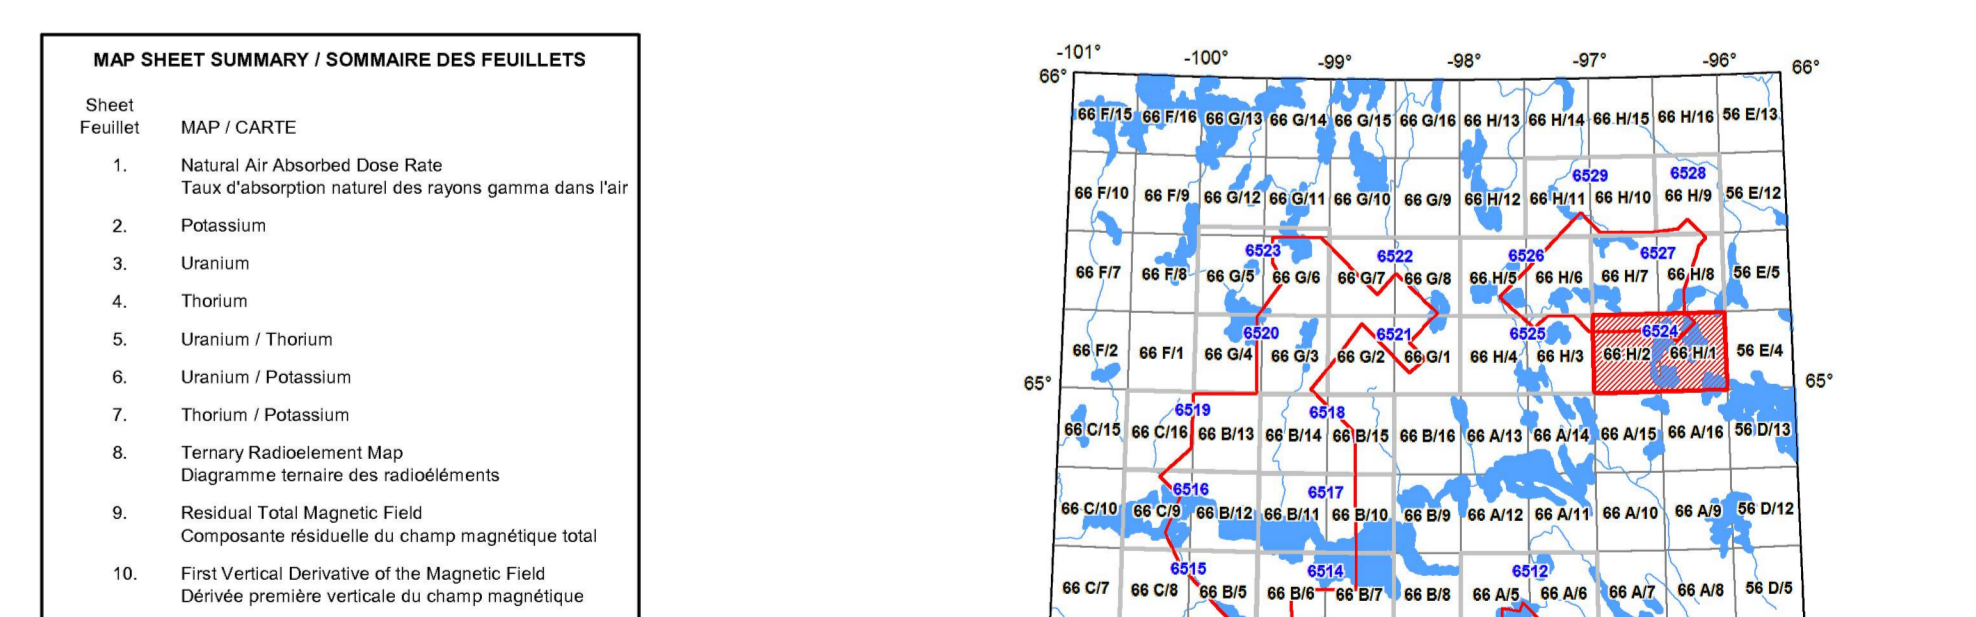 MAP SHEET SUMMARY / SOMMAIRE DES FEUILLETS
Sheet
Feuillet MAP / CARTE
1. Natural Air Absorbed Dose Rate
Taux d'absorption naturel des rayons gamma dans l'air
2. Potassium
3. Uranium
4. Thorium
5. Uranium / Thorium
6. Uranium / Potassium
7. Thorium / Potassium
8. Ternary Radioelement Map
Diagramme ternaire des radioéléments
9. Residual Total Magnetic Field
Composante résiduelle du champ magnétique total
10. First Vertical Derivative of the Magnetic Field
Dérivée première verticale du champ magnétique
-101° -100° -99° -98° -97° -96°
66° 66°
66 F/15 66 F/16 66 G/13 66 G/14 66 G/15 66 G/16 66 H/13 66 H/14 66 H/15 66 H/16 56 E/13
6529 6528
66 F/10 66 F/9 66 G/12 66 G/11 66 G/10 66 G/9 66 H/12 66 H/11 66 H/10 66 H/9 56 E/12
6523 6522 6526 6527
66 F/7 66 F/8 66 G/5 66 G/6 66 G/7 66 G/8 66 H/5 66 H/6 66 H/7 66 H/8 56 E/5
6520 6521 6525 6524
66 F/2 66 F/1 66 G/4 66 G/3 66 G/2 66 G/1 66 H/4 66 H/3 66 H/2 66 H/1 56 E/4
65° 65°
6519 6518
66 C/15 66 C/16 66 B/13 66 B/14 66 B/15 66 B/16 66 A/13 66 A/14 66 A/15 66 A/16 56 D/13
6516 6517
66 C/10 66 C/9 66 B/12 66 B/11 66 B/10 66 B/9 66 A/12 66 A/11 66 A/10 66 A/9 56 D/12
6515 6514 6512
66 C/7 66 C/8 66 B/5 66 B/6 66 B/7 66 B/8 66 A/5 66 A/6 66 A/7 66 A/8 56 D/5